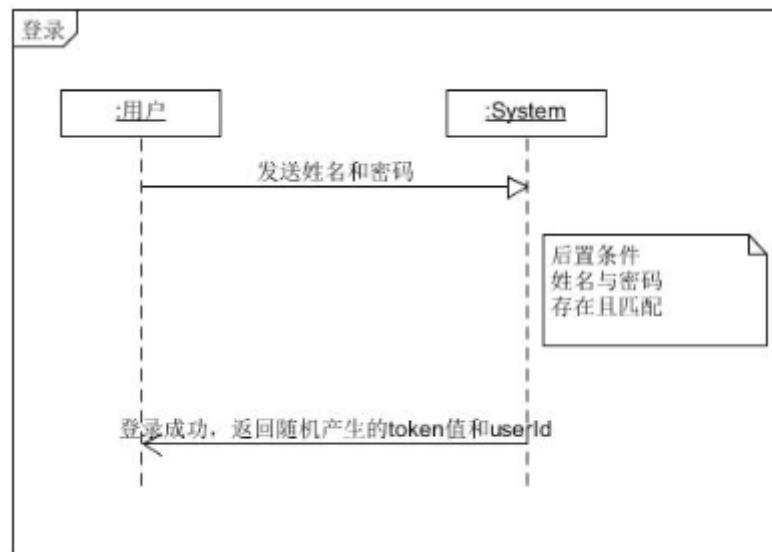 登录
:用户
:System
发送姓名和密码
后置条件
姓名与密码
存在且匹配
登录成功，返回随机产生的token值和userId